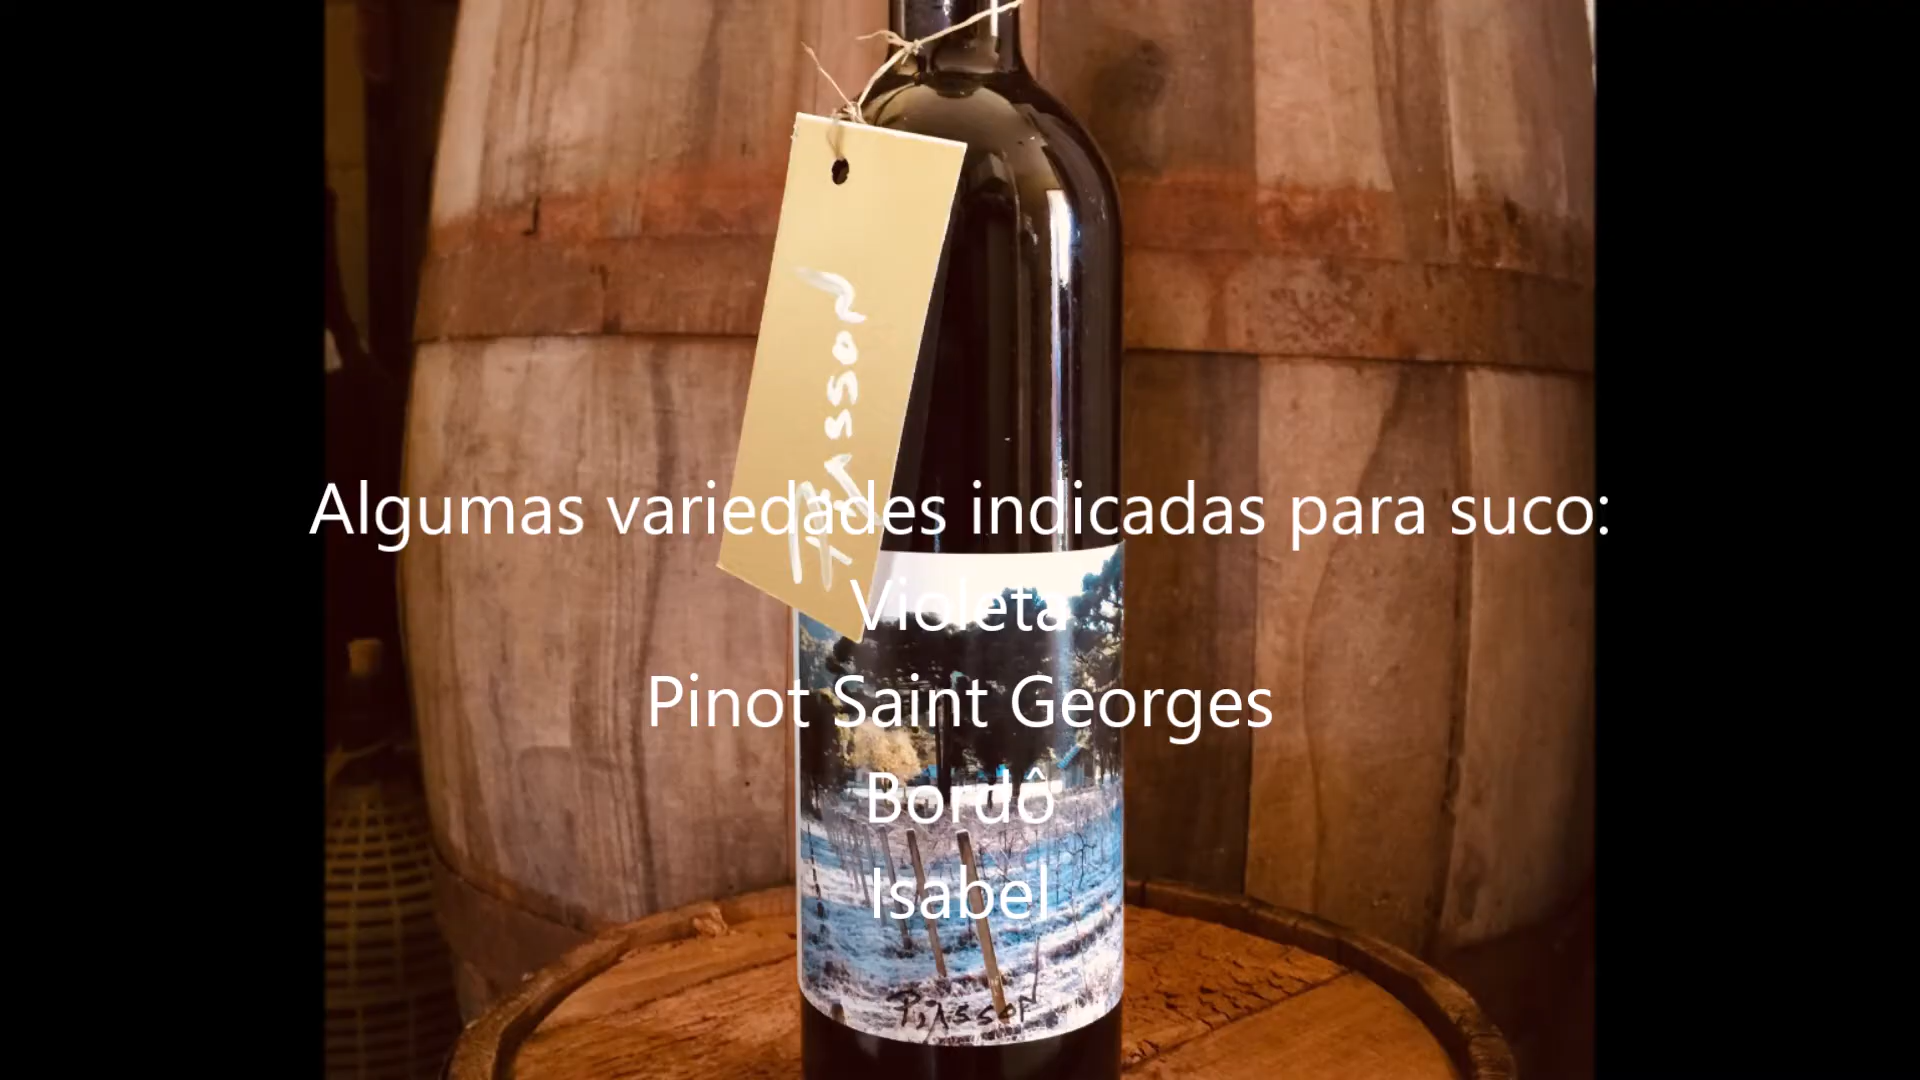 Algumas variedades indicadas para suco:
Violeta
Pinot Saint Georges
Bordô
Isabel